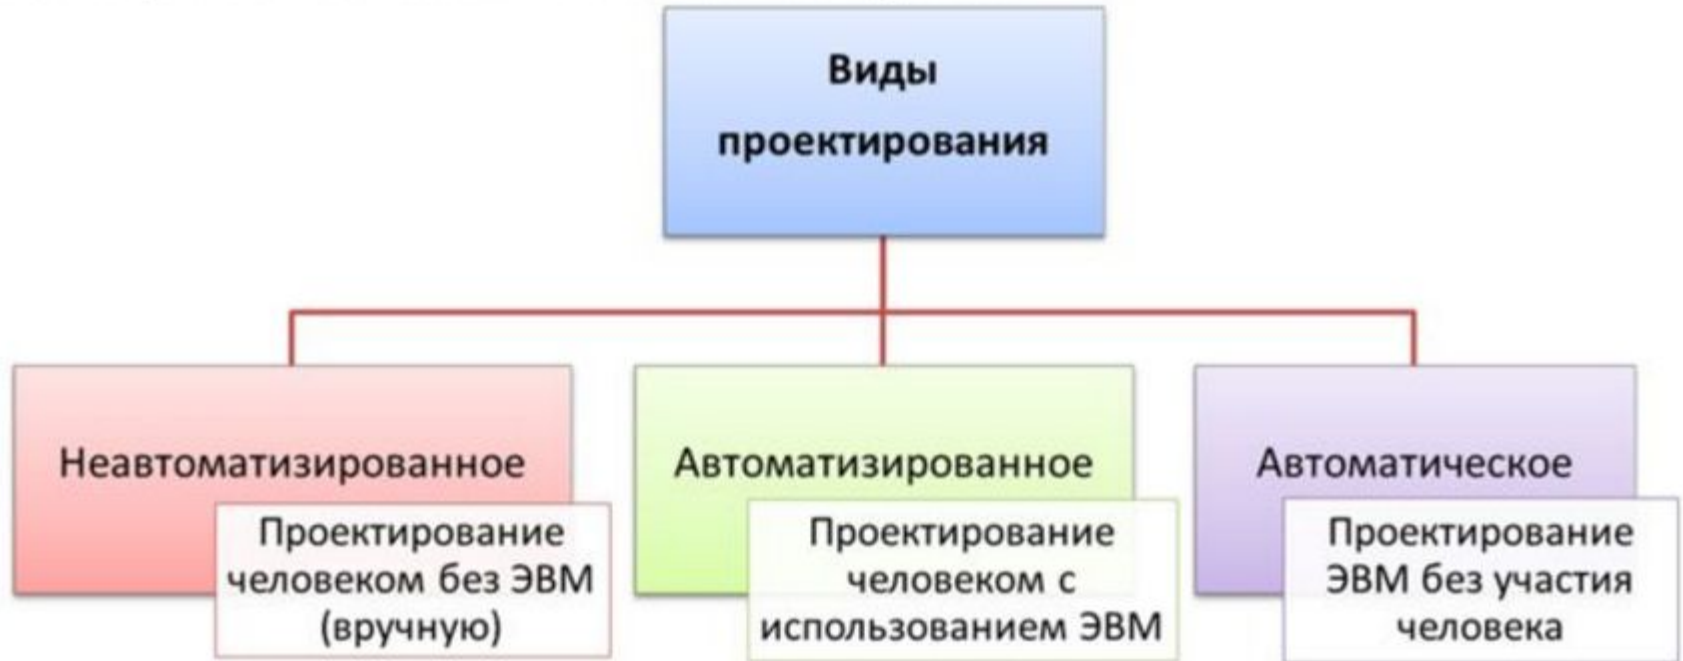 Виды
проектирования
Неавтоматизированное
Проектирование
человеком без ЭВМ
(вручную)
Автоматизированное
Проектирование
человеком с
использованием ЭВМ
Автоматическое
Проектирование
ЭВМ без участия
человека